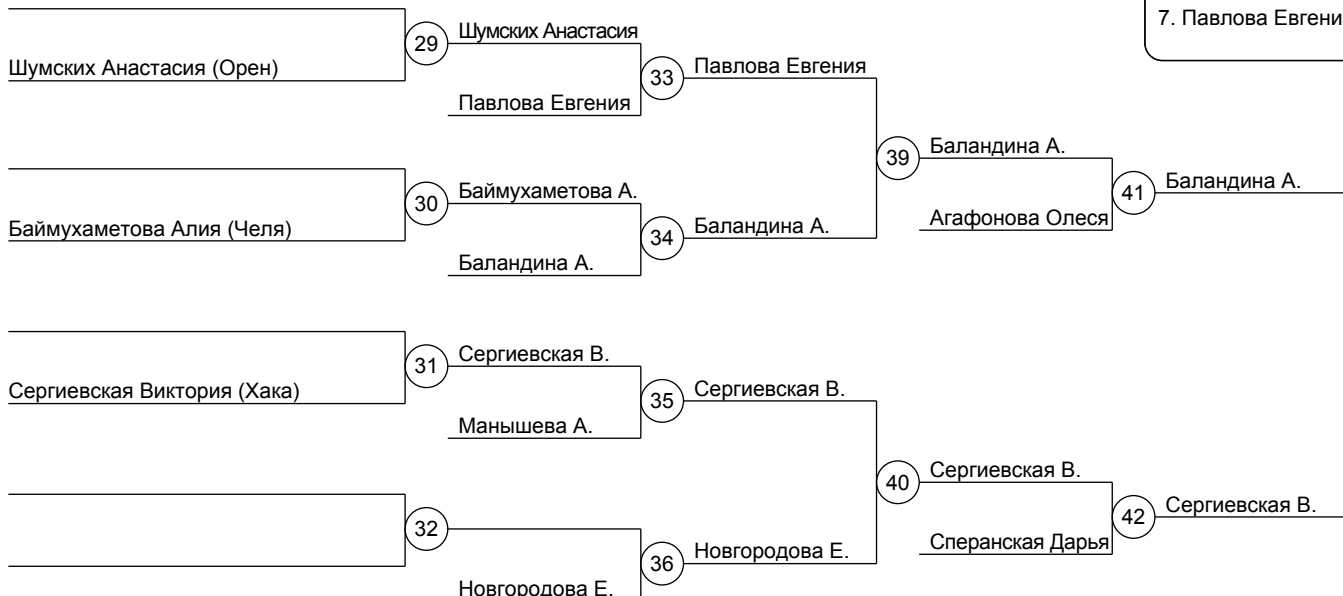 7. Павлова Евгени
Шумских Анастасия
29
Шумских Анастасия (Орен)
Павлова Евгения
33
Павлова Евгения
Баландина А.
39
Баландина А.
41
Баймухаметова А.
30
Агафонова Олеся
Баймухаметова Алия (Челя)
Баландина А.
34
Баландина А.
Сергиевская В.
31
Сергиевская Виктория (Хака)
Сергиевская В.
35
Манышева А.
Сергиевская В.
40
Сергиевская В.
42
32
Сперанская Дарья
Новгородова Е.
36
Новгородова Е.